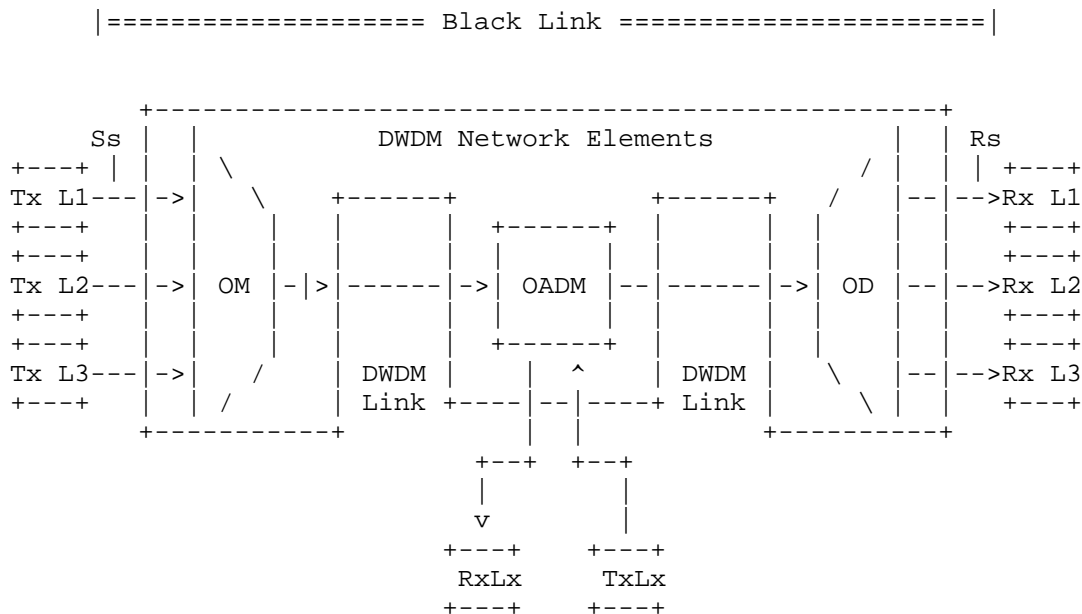 |==================== Black Link =======================|
+--------------------------------------------------+
Ss | | DWDM Network Elements | | Rs
+---+ | | | \ / | | | +---+
Tx L1---|->| \ +------+ +------+ / |--|-->Rx L1
+---+ | | | | | +------+ | | | | | +---+
+---+ | | | | | | | | | | | | +---+
Tx L2---|->| OM |-|>|------|->| OADM |--|------|->| OD |--|-->Rx L2
+---+ | | | | | | | | | | | | +---+
+---+ | | | | | +------+ | | | | | +---+
Tx L3---|->| / | DWDM | | ^ | DWDM | \ |--|-->Rx L3
+---+ | | / | Link +----|--|----+ Link | \ | | +---+
+-----------+ | | +----------+
+--+ +--+
| |
v |
+---+ +---+
RxLx TxLx
+---+ +---+